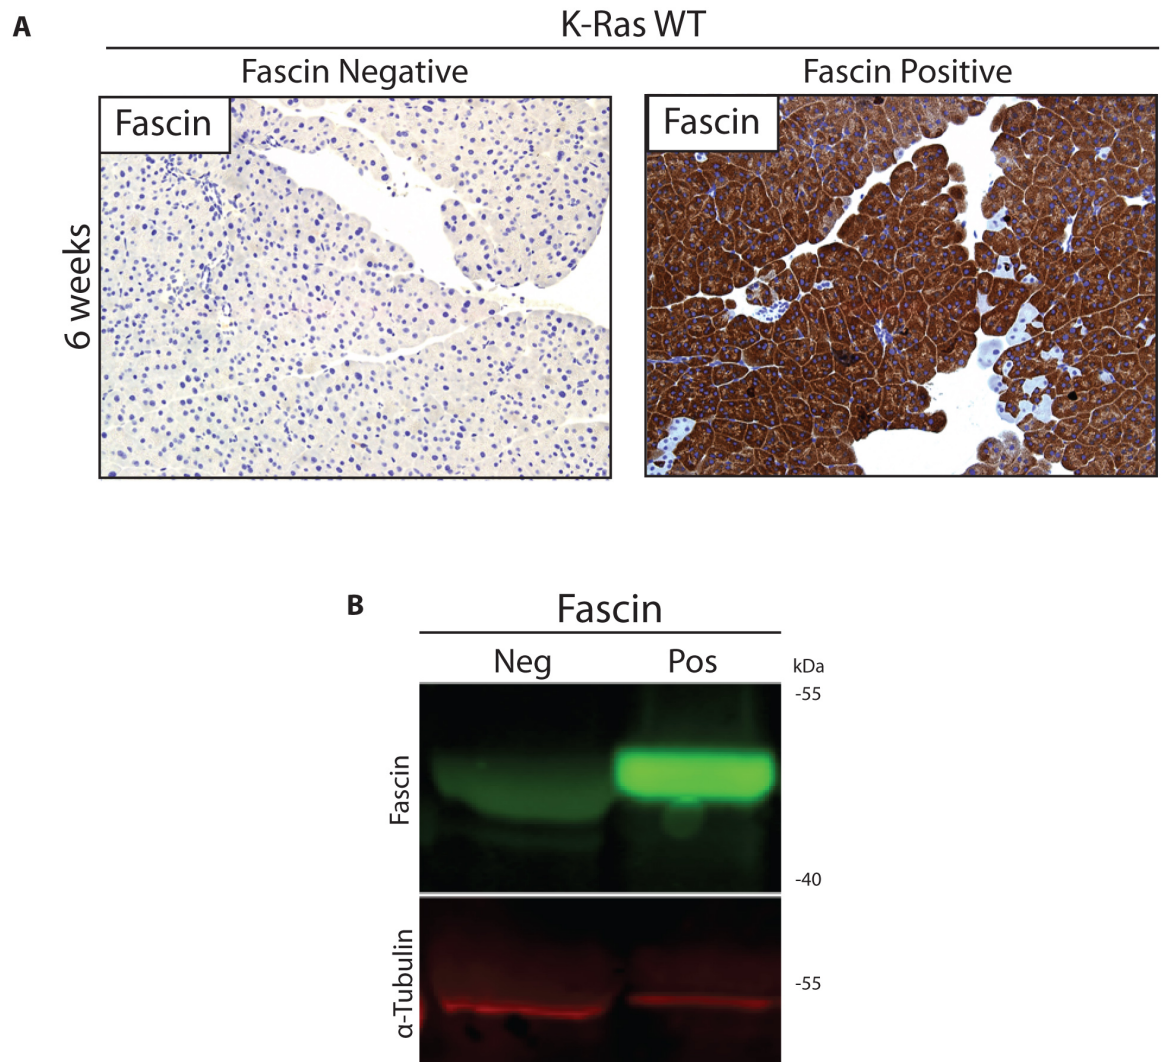 A
K-Ras WT
Fascin Negative
Fascin Positive
Fascin
Fascin
6 weeks
B
Fascin
Neg
Pos
kDa
-55
Fascin
-40
α-Tubulin
-55